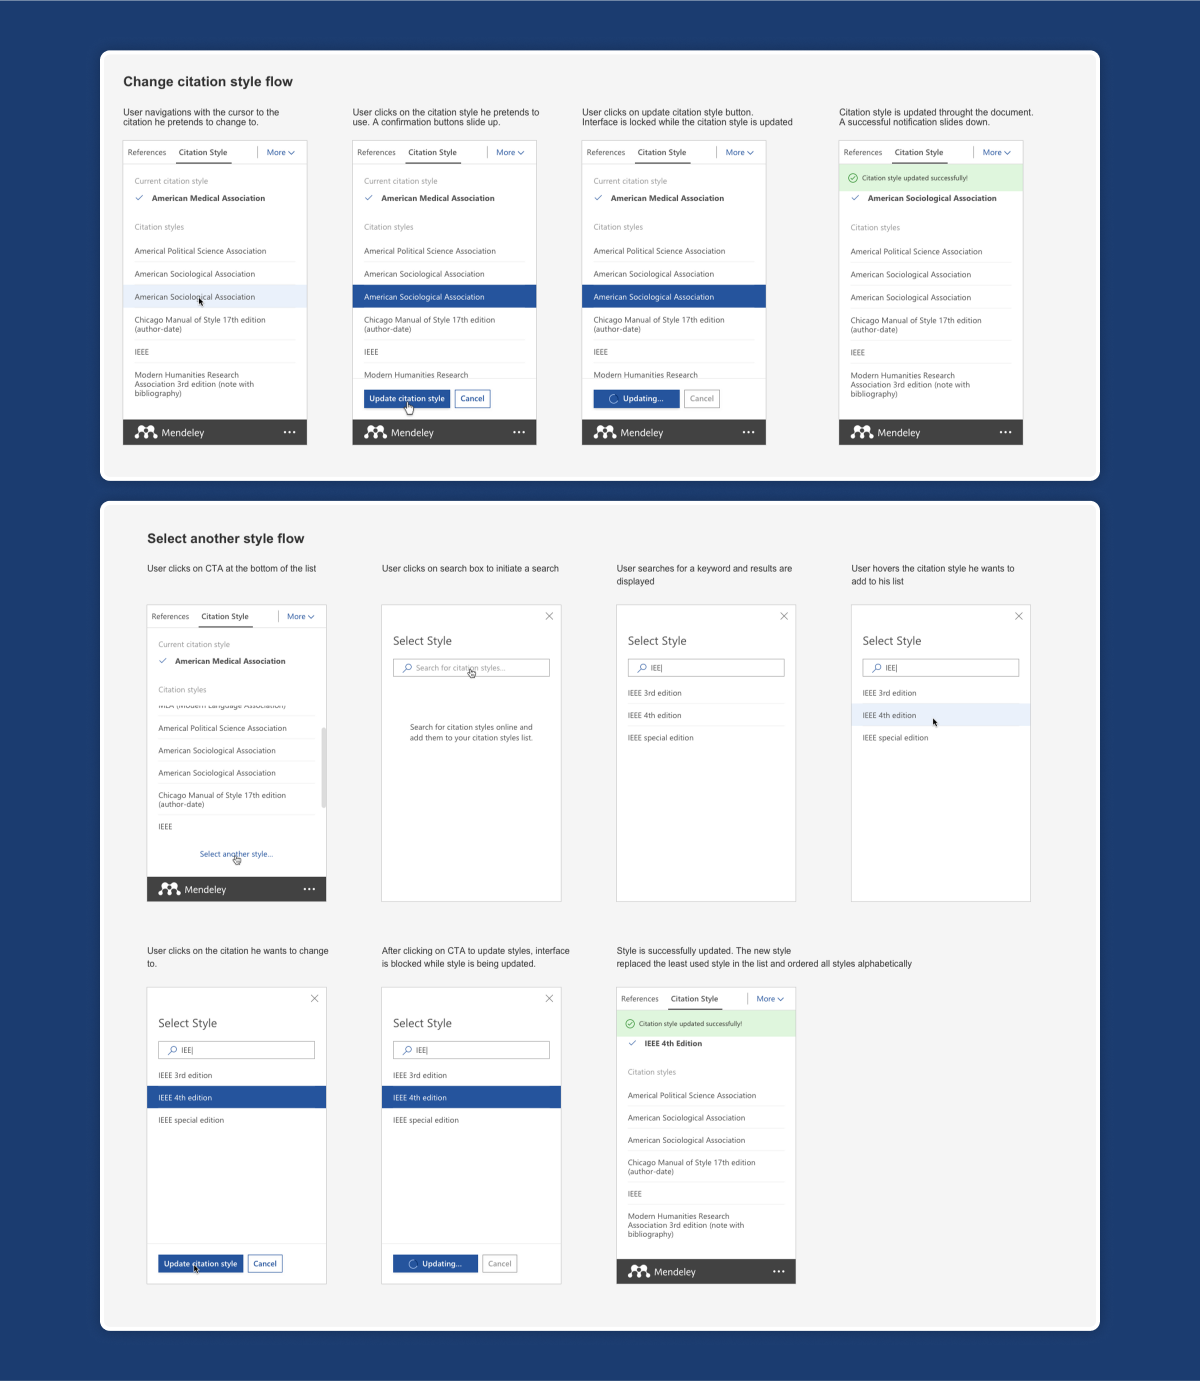 Change citation style flow
User navigations with the cursor to the
citation he pretends to change to.
References Citation Style More
Current citation style
American Medical Association
Citation styles
Americal Political Science Association
American Sociological Association
American Sociological Association
Chicago Manual of Style 17th edition
(author-date)
IEEE
Modern Humanities Research
Association 3rd edition (note with
bibliography)
Mendeley
User clicks on the citation style he pretends to
use. A confirmation buttons slide up.
References Citation Style More
Current citation style
American Medical Association
Citation styles
Americal Political Science Association
American Sociological Association
American Sociological Association
Chicago Manual of Style 17th edition
(author-date)
IEEE
Modern Humanities Research
Update citation style Cancel
Mendeley
User clicks on update citation style button.
Interface is locked while the citation style is updated
References Citation Style More
Current citation style
American Medical Association
Citation styles
Americal Political Science Association
American Sociological Association
American Sociological Association
Chicago Manual of Style 17th edition
(author-date)
IEEE
Modern Humanities Research
Updating... Cancel
Mendeley
Citation style is updated throught the document.
A successful notification slides down.
References Citation Style More
Citation style updated successfully!
American Sociological Association
Citation styles
Americal Political Science Association
American Sociological Association
American Sociological Association
Chicago Manual of Style 17th edition
(author-date)
IEEE
Modern Humanities Research
Association 3rd edition (note with
bibliography)
Mendeley
Select another style flow
User clicks on CTA at the bottom of the list
References Citation Style More
Current citation style
American Medical Association
Citation styles
MLA (Modern Language Association)
Americal Political Science Association
American Sociological Association
American Sociological Association
Chicago Manual of Style 17th edition
(author-date)
IEEE
Select another style...
Mendeley
User clicks on search box to initiate a search
Select Style
Search for citation styles...
Search for citation styles online and
add them to your citation styles list.
User searches for a keyword and results are
displayed
Select Style
IEE
IEEE 3rd edition
IEEE 4th edition
IEEE special edition
User hovers the citation style he wants to
add to his list
Select Style
IEE
IEEE 3rd edition
IEEE 4th edition
IEEE special edition
User clicks on the citation he wants to change
to.
Select Style
IEE
IEEE 3rd edition
IEEE 4th edition
IEEE special edition
Update citation style Cancel
After clicking on CTA to update styles, interface
is blocked while style is being updated.
Select Style
IEE
IEEE 3rd edition
IEEE 4th edition
IEEE special edition
Updating... Cancel
Style is successfully updated. The new style
replaced the least used style in the list and ordered all styles alphabetically
References Citation Style More
Citation style updated successfully!
IEEE 4th Edition
Citation styles
Americal Political Science Association
American Sociological Association
American Sociological Association
Chicago Manual of Style 17th edition
(author-date)
IEEE
Modern Humanities Research
Association 3rd edition (note with
bibliography)
Mendeley